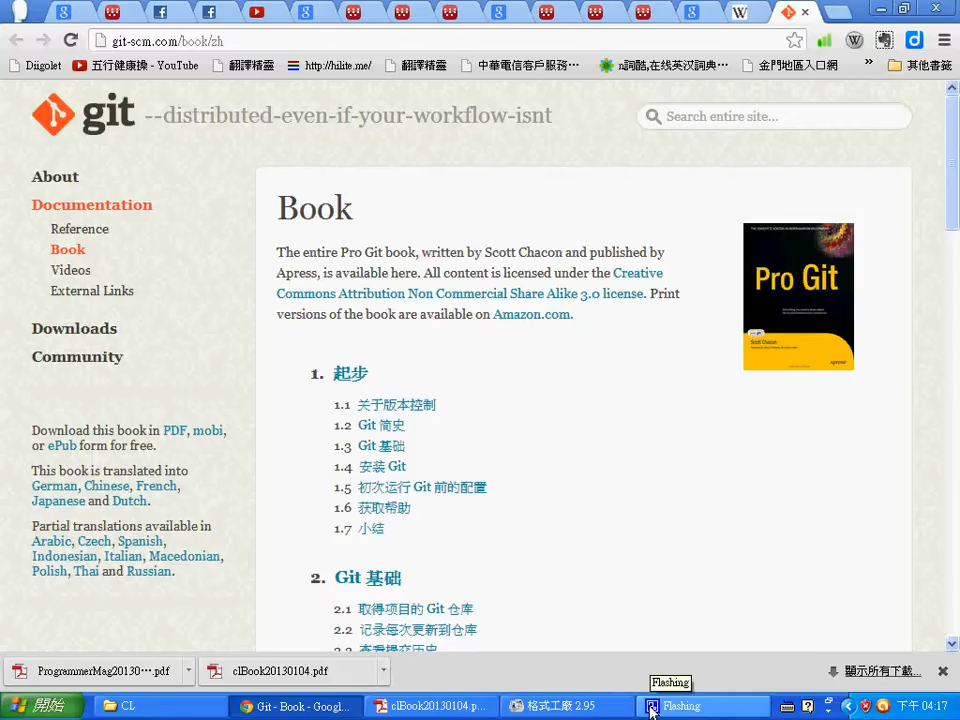 git-scm.com/book/zh
Diigolet 五行健康操 - YouTube 翻譯精靈 http://hilite.me/ 翻譯精靈 中華電信客戶服務… n詞酷,在线英汉詞典… 金門地區入口網 » 其他書籤
git --distributed-even-if-your-workflow-isnt
Search entire site...
About
Documentation
Reference
Book
Videos
External Links
Downloads
Community
Download this book in PDF, mobi,
or ePub form for free.
This book is translated into
German, Chinese, French,
Japanese and Dutch.
Partial translations available in
Arabic, Czech, Spanish,
Indonesian, Italian, Macedonian,
Polish, Thai and Russian.
Book
The entire Pro Git book, written by Scott Chacon and published by
Apress, is available here. All content is licensed under the Creative
Commons Attribution Non Commercial Share Alike 3.0 license. Print
versions of the book are available on Amazon.com.
Pro Git
Scott Chacon
Apress
1. 起步
1.1 关于版本控制
1.2 Git 简史
1.3 Git 基础
1.4 安装 Git
1.5 初次运行 Git 前的配置
1.6 获取帮助
1.7 小结
2. Git 基础
2.1 取得项目的 Git 仓库
2.2 记录每次更新到仓库
2.3 查看提交历史
ProgrammerMag20130….pdf clBook20130104.pdf 顯示所有下載...
Flashing
開始 CL Git - Book - Googl... clBook20130104.p... 格式工廠 2.95 Flashing 下午 04:17